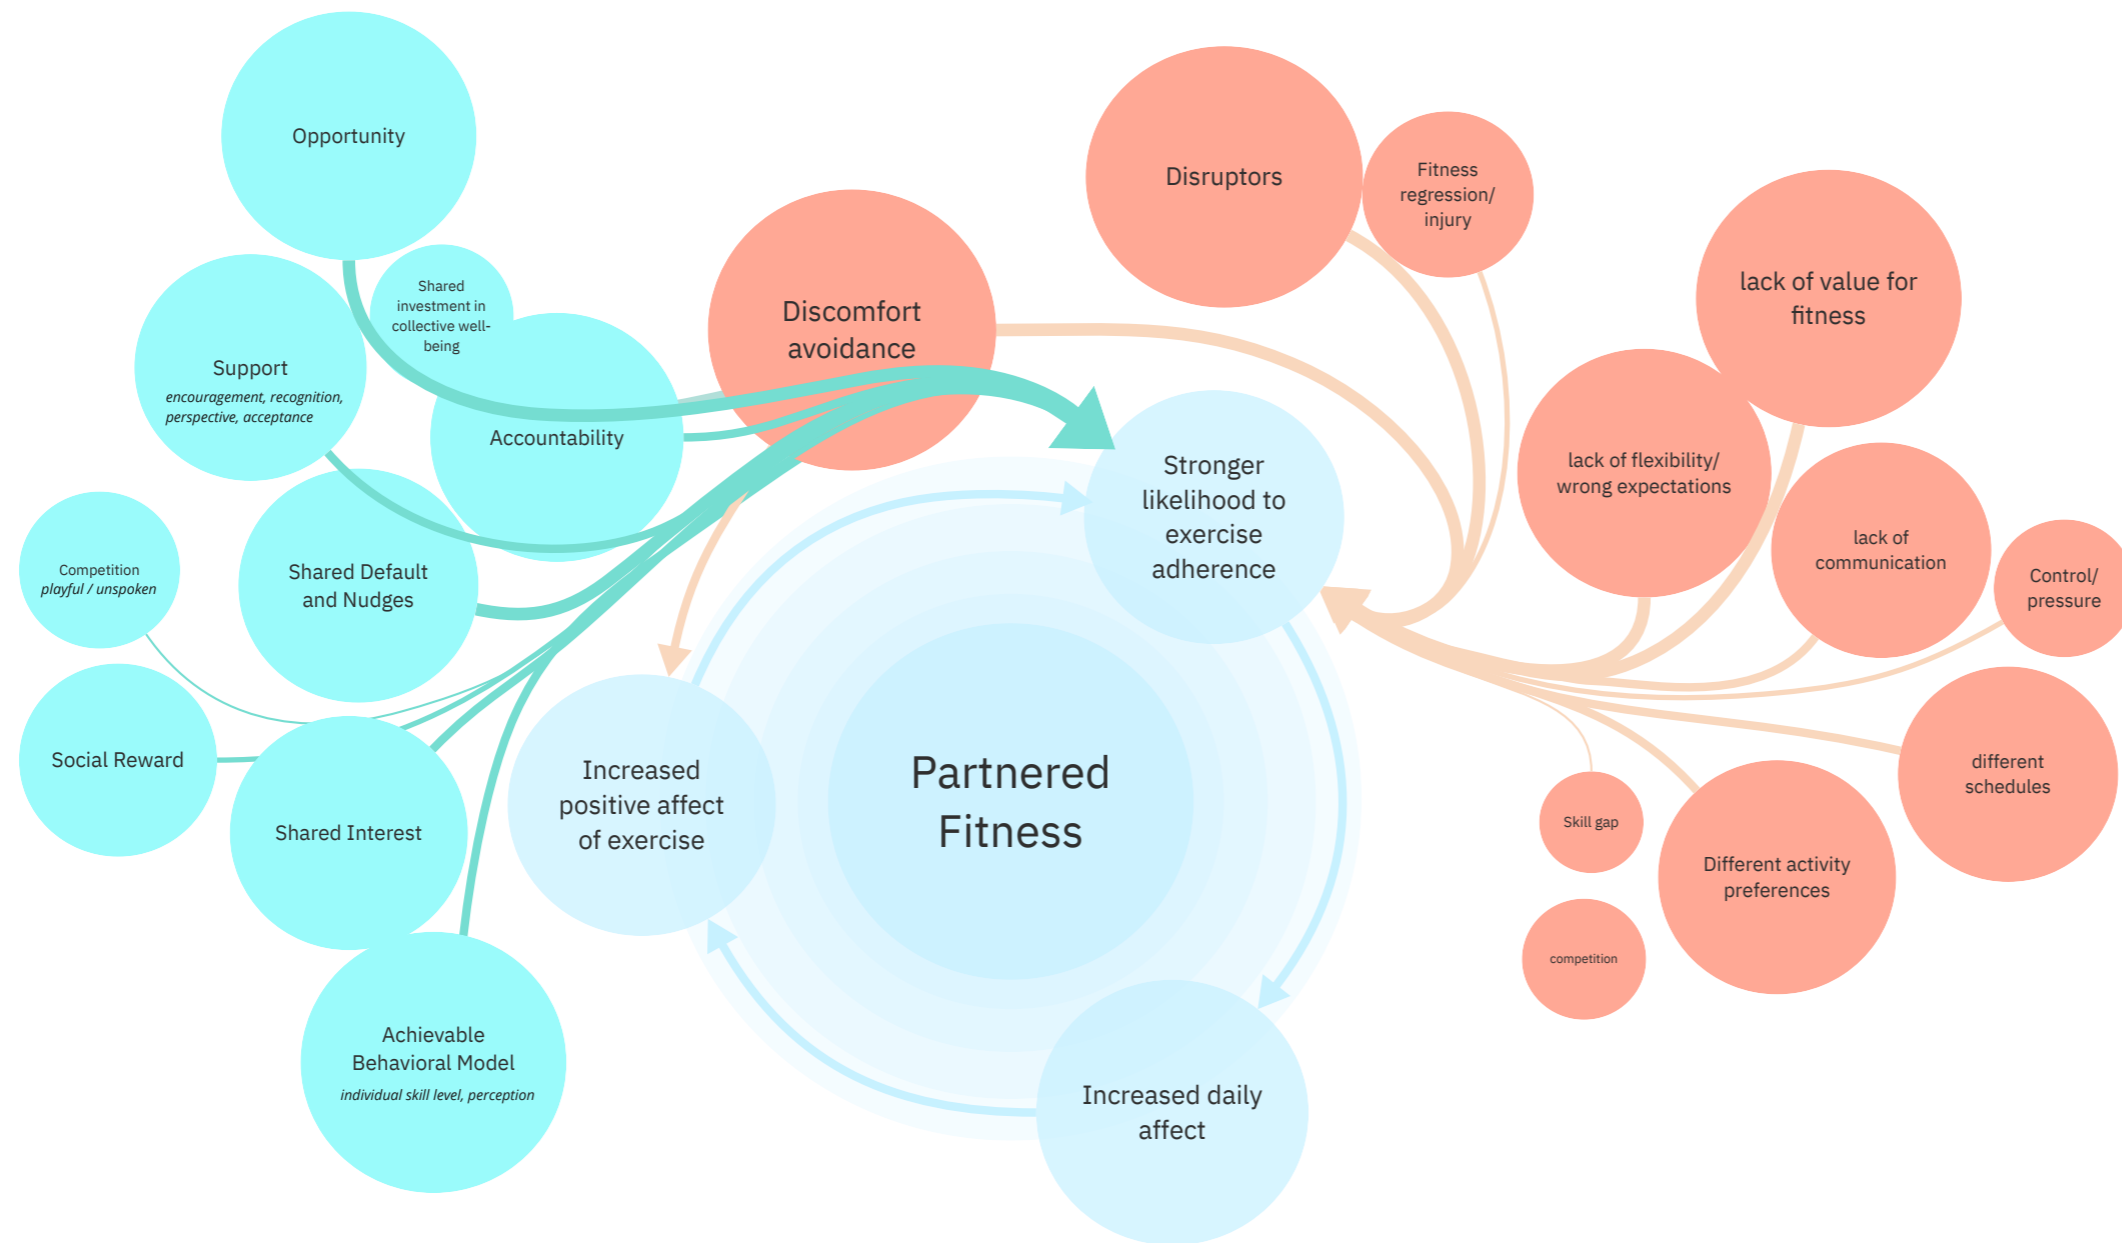 Opportunity
Shared
investment in
collective well-
being
Support
encouragement, recognition,
perspective, acceptance
Accountability
Competition
playful / unspoken
Shared Default
and Nudges
Social Reward
Shared Interest
Achievable
Behavioral Model
individual skill level, perception
Discomfort
avoidance
Disruptors
Fitness
regression/
injury
lack of value for
fitness
lack of flexibility/
wrong expectations
lack of
communication
Control/
pressure
different
schedules
Skill gap
Different activity
preferences
competition
Stronger
likelihood to
exercise
adherence
Increased
positive affect
of exercise
Partnered
Fitness
Increased daily
affect